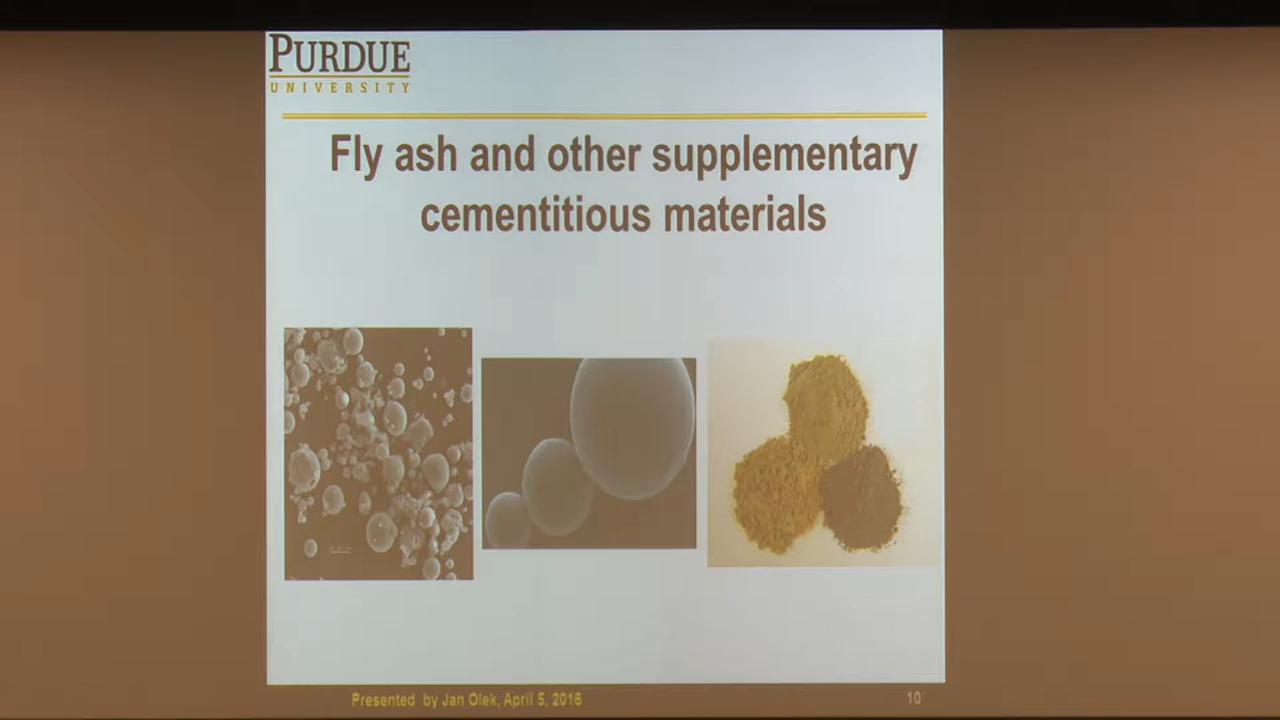 PURDUE
UNIVERSITY
Fly ash and other supplementary
cementitious materials
Presented by Jan Olek, April 5, 2016
10